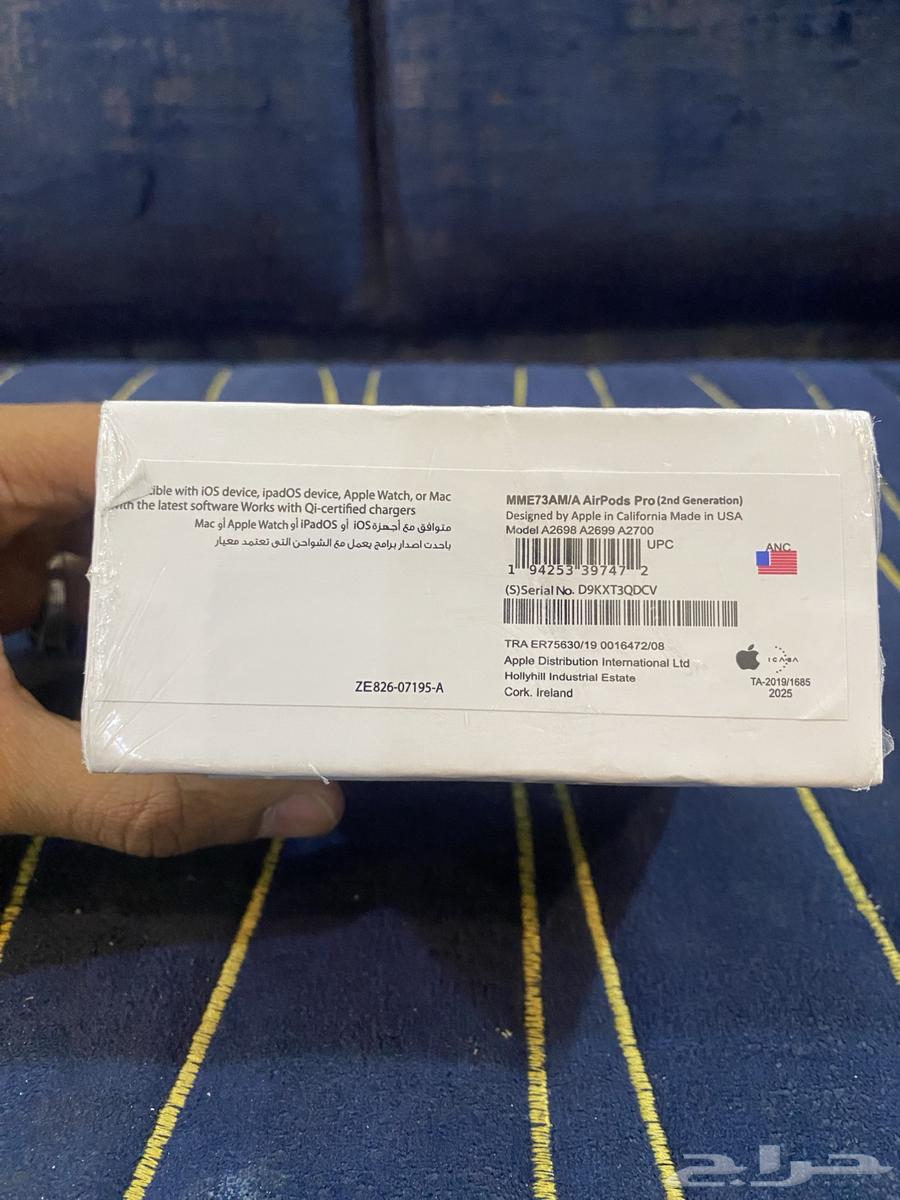 ible with iOS device, ipadOS device, Apple Watch, or Mac
with the latest software Works with Qi-certified chargers
متوافق مع أجهزة iOS أو iPadOS أو Apple Watch أو Mac
باحدت اصدار برامج يعمل مع الشواحن التى تعتمد معيار
ZE826-07195-A
MME73AM/A AirPods Pro (2nd Generation)
Designed by Apple in California Made in USA
Model A2698 A2699 A2700
UPC
1 94253 39747 2
ANC
(S)Serial No. D9KXT3QDCV
TRA ER75630/19 0016472/08
Apple Distribution International Ltd
Hollyhill Industrial Estate
Cork. Ireland
ICASA
TA-2019/1685
2025
حراج